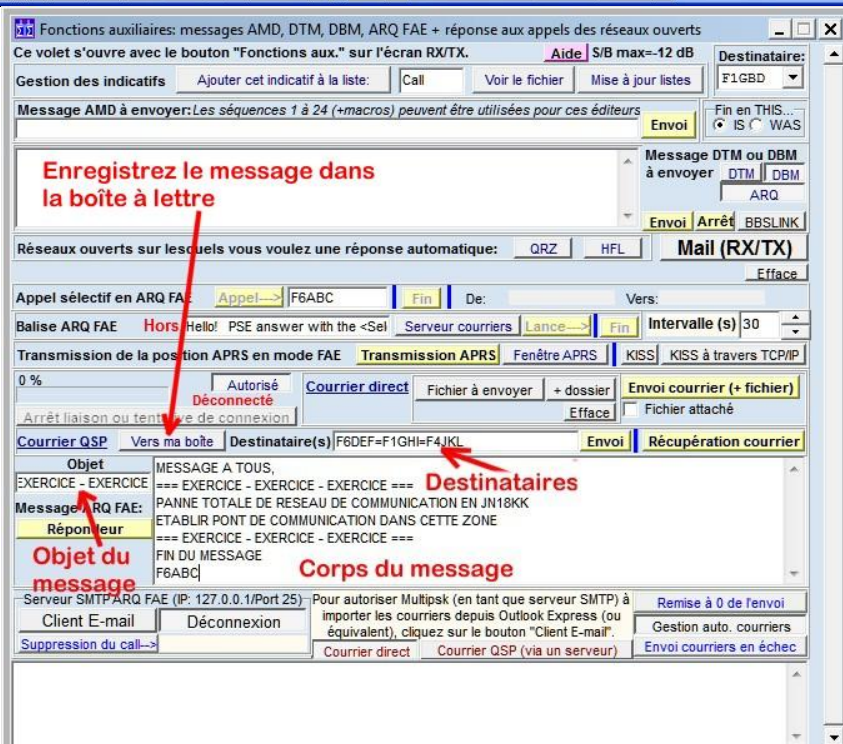 Fonctions auxiliaires: messages AMD, DTM, DBM, ARQ FAE + réponse aux appels des réseaux ouverts
Ce volet s'ouvre avec le bouton "Fonctions aux." sur l'écran RX/TX. Aide S/B max=-12 dB Destinataire:
Gestion des indicatifs Ajouter cet indicatif à la liste: Call Voir le fichier Mise à jour listes F1GBD
Message AMD à envoyer: Les séquences 1 à 24 (+macros) peuvent être utilisées pour ces éditeurs Fin en THIS...
Envoi IS WAS
Enregistrez le message dans
la boîte à lettre
Message DTM ou DBM
à envoyer DTM DBM
ARQ
Envoi Arrêt BBSLINK
Réseaux ouverts sur lesquels vous voulez une réponse automatique: QRZ HFL Mail (RX/TX)
Efface
Appel sélectif en ARQ FAE Appel---> F6ABC Fin De: Vers:
Balise ARQ FAE Hors Hello! PSE answer with the <Sel Serveur courriers Lance---> Fin Intervalle (s) 30
Transmission de la position APRS en mode FAE Transmission APRS Fenêtre APRS KISS KISS à travers TCP/IP
0 % Autorisé Courrier direct Fichier à envoyer + dossier Envoi courrier (+ fichier)
Déconnecté
Arrêt liaison ou tentative de connexion Efface Fichier attaché
Courrier QSP Vers ma boîte Destinataire(s) F6DEF=F1GHI=F4JKL Envoi Récupération courrier
Objet
EXERCICE - EXERCICE
Message ARQ FAE:
Répondeur
Objet du
message
MESSAGE A TOUS,
=== EXERCICE - EXERCICE - EXERCICE ===
PANNE TOTALE DE RESEAU DE COMMUNICATION EN JN18KK
ETABLIR PONT DE COMMUNICATION DANS CETTE ZONE
=== EXERCICE - EXERCICE - EXERCICE ===
FIN DU MESSAGE
F6ABC
Destinataires
Corps du message
Serveur SMTP ARQ FAE (IP: 127.0.0.1/Port 25)
Client E-mail Déconnexion
Suppression du call-->
Pour autoriser Multipsk (en tant que serveur SMTP) à
importer les courriers depuis Outlook Express (ou
équivalent), cliquez sur le bouton "Client E-mail".
Courrier direct Courrier QSP (via un serveur)
Remise à 0 de l'envoi
Gestion auto. courriers
Envoi courriers en échec